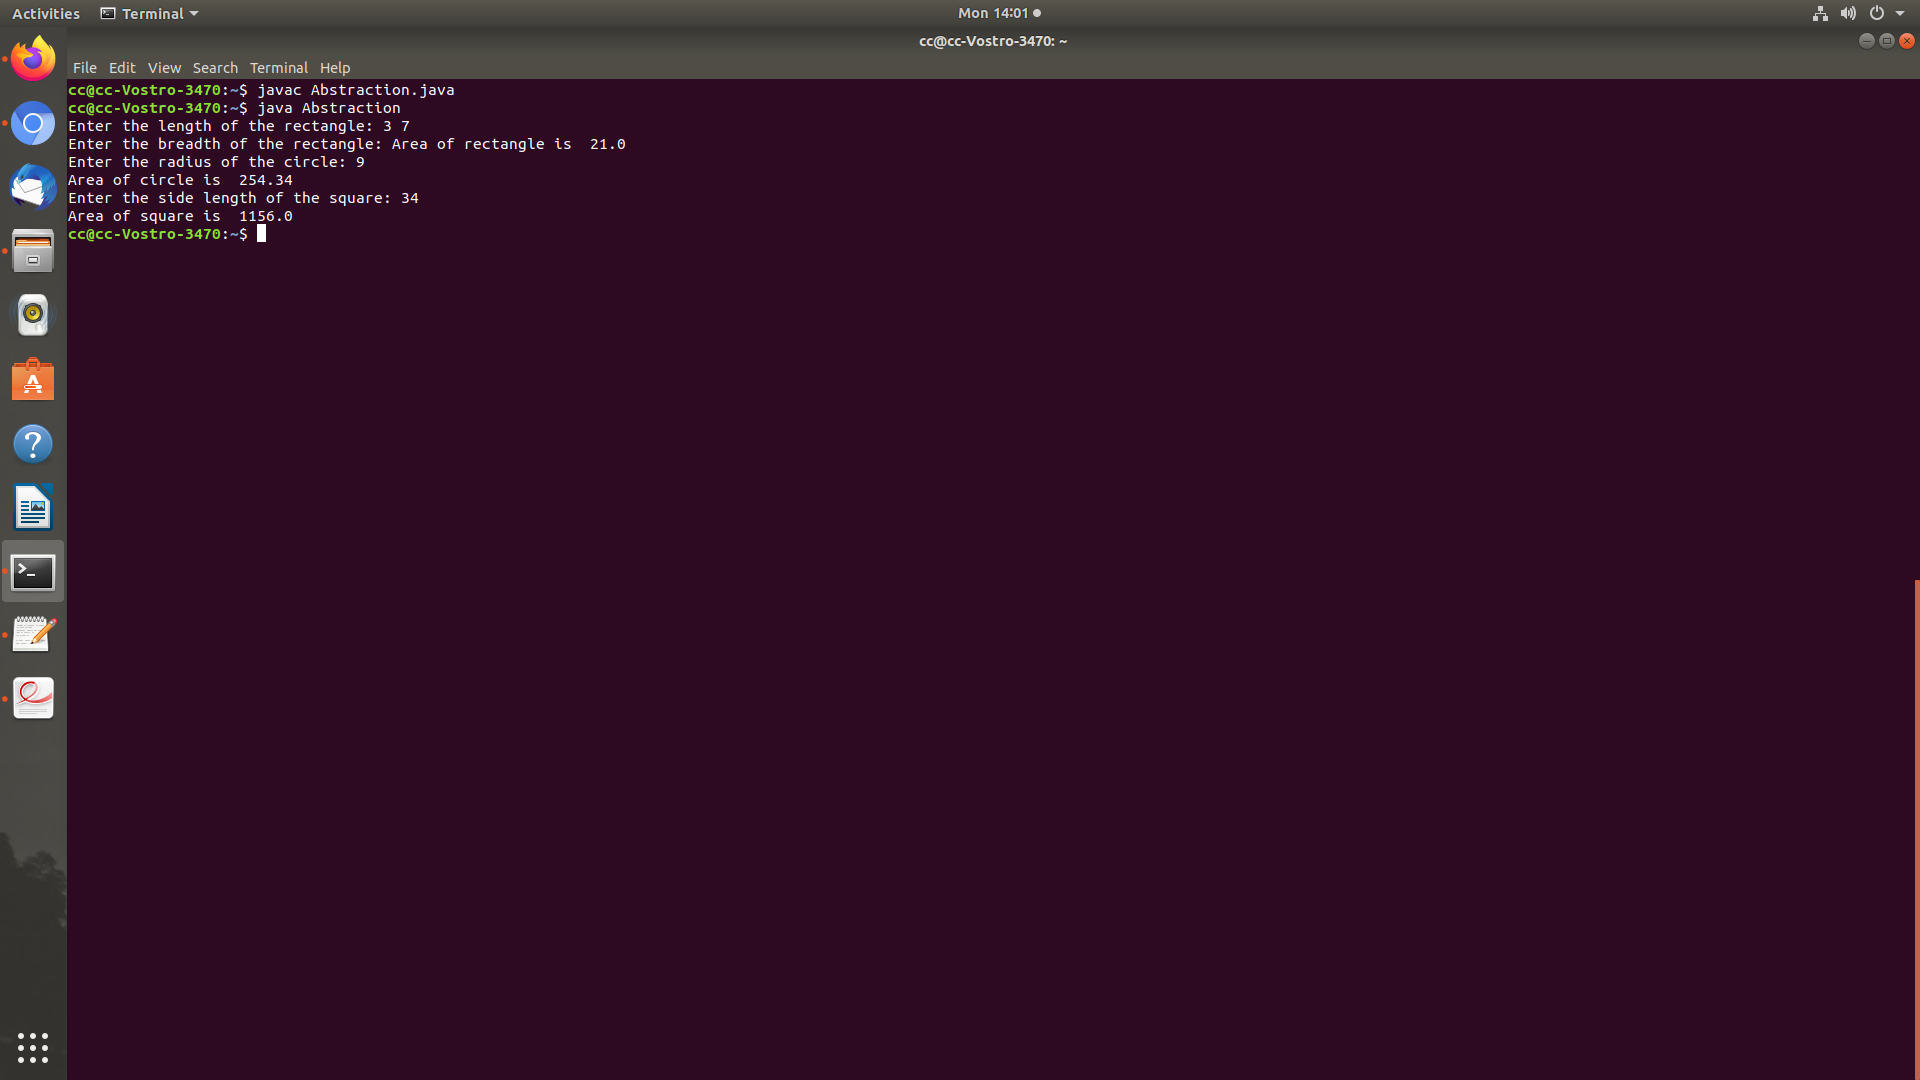 Activities Terminal Mon 14:01
cc@cc-Vostro-3470: ~
File Edit View Search Terminal Help
cc@cc-Vostro-3470:~$ javac Abstraction.java
cc@cc-Vostro-3470:~$ java Abstraction
Enter the length of the rectangle: 3 7
Enter the breadth of the rectangle: Area of rectangle is  21.0
Enter the radius of the circle: 9
Area of circle is  254.34
Enter the side length of the square: 34
Area of square is  1156.0
cc@cc-Vostro-3470:~$